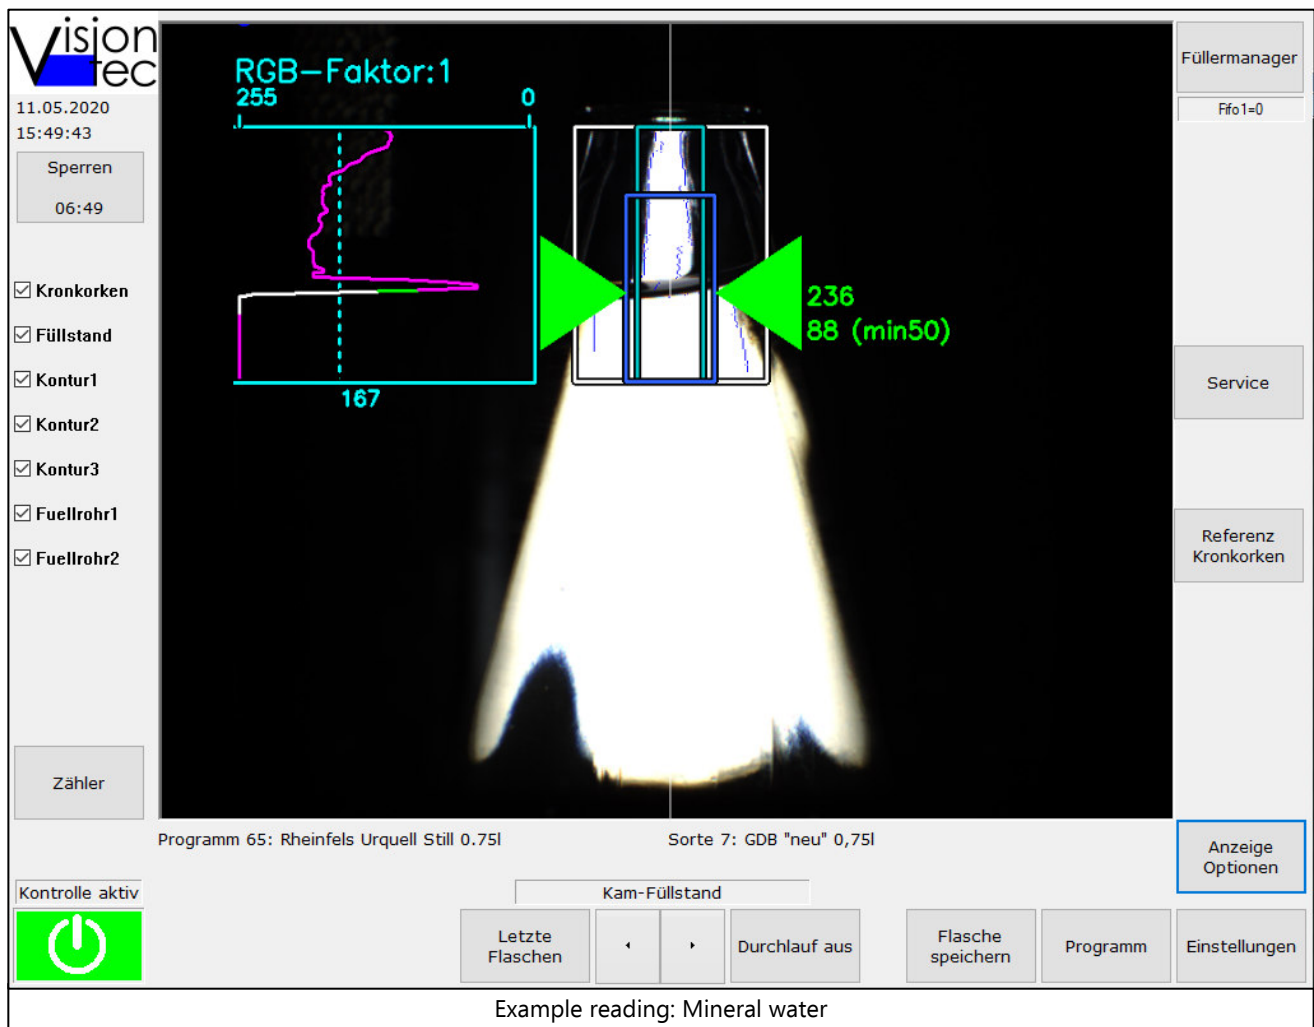 Vision
tec
11.05.2020
15:49:43
Sperren
06:49
Kronkorken
Füllstand
Kontur1
Kontur2
Kontur3
Fuellrohr1
Fuellrohr2
Zähler
Kontrolle aktiv
RGB-Faktor:1
255 0
167
236
88 (min50)
Programm 65: Rheinfels Urquell Still 0.75l Sorte 7: GDB "neu" 0,75l
Kam-Füllstand
Letzte
Flaschen
Durchlauf aus
Flasche
speichern
Programm
Einstellungen
Füllermanager
Fifo1=0
Service
Referenz
Kronkorken
Anzeige
Optionen
Example reading: Mineral water